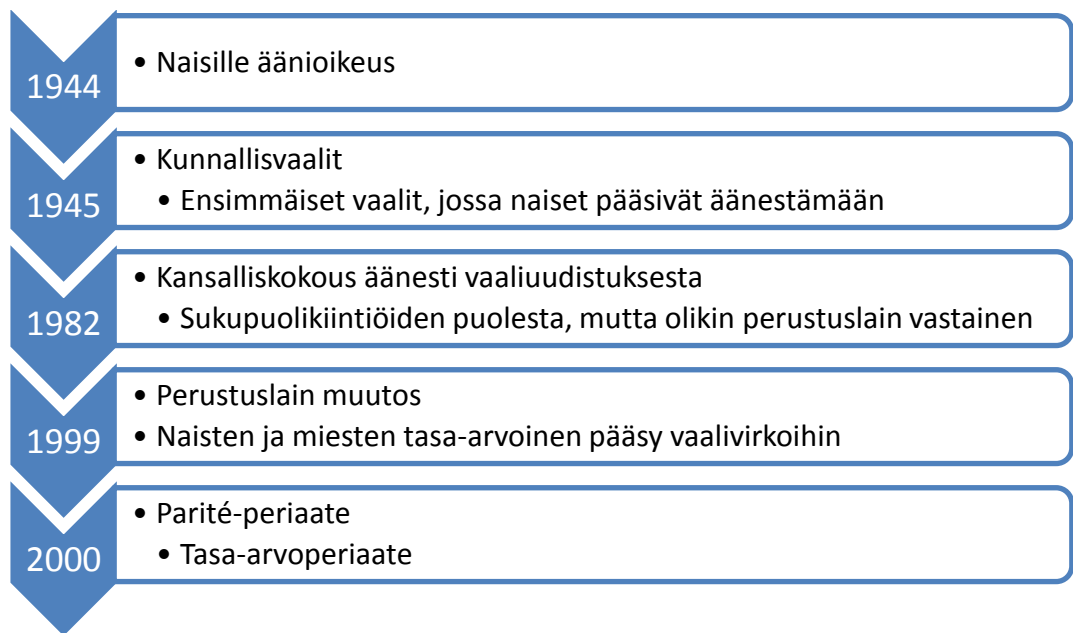 1944
• Naisille äänioikeus
1945
• Kunnallisvaalit
• Ensimmäiset vaalit, jossa naiset pääsivät äänestämään
1982
• Kansalliskokous äänesti vaaliuudistuksesta
• Sukupuolikiintiöiden puolesta, mutta olikin perustuslain vastainen
1999
• Perustuslain muutos
• Naisten ja miesten tasa-arvoinen pääsy vaalivirkoihin
2000
• Parité-periaate
• Tasa-arvoperiaate